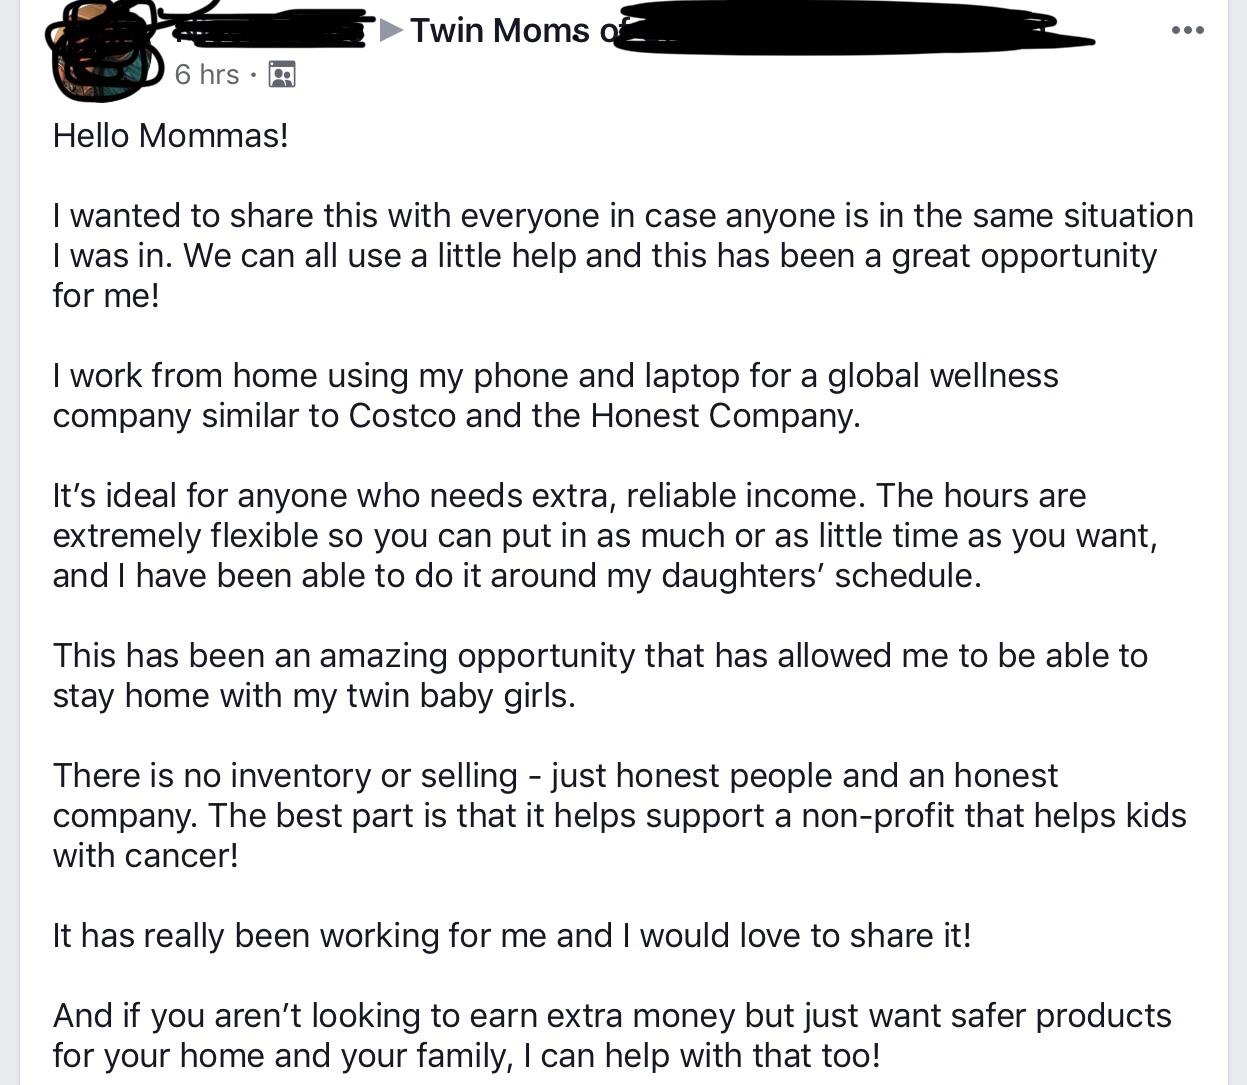 Twin Moms of
6 hrs ·
Hello Mommas!
I wanted to share this with everyone in case anyone is in the same situation
I was in. We can all use a little help and this has been a great opportunity
for me!
I work from home using my phone and laptop for a global wellness
company similar to Costco and the Honest Company.
It’s ideal for anyone who needs extra, reliable income. The hours are
extremely flexible so you can put in as much or as little time as you want,
and I have been able to do it around my daughters’ schedule.
This has been an amazing opportunity that has allowed me to be able to
stay home with my twin baby girls.
There is no inventory or selling - just honest people and an honest
company. The best part is that it helps support a non-profit that helps kids
with cancer!
It has really been working for me and I would love to share it!
And if you aren’t looking to earn extra money but just want safer products
for your home and your family, I can help with that too!